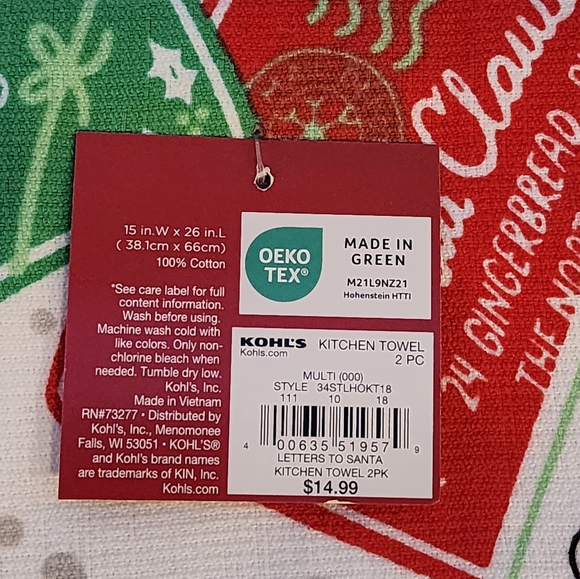 Clau
24 GINGERBREAD
THE NOR
15 in.W x 26 in.L
( 38.1cm x 66cm)
100% Cotton
*See care label for full
content information.
Wash before using.
Machine wash cold with
like colors. Only non-
chlorine bleach when
needed. Tumble dry low.
Kohl's, Inc.
Made in Vietnam
RN#73277 • Distributed by
Kohl's, Inc., Menomonee
Falls, WI 53051 • KOHL'S®
and Kohl's brand names
are trademarks of KIN, Inc.
Kohls.com
OEKO
TEX®
MADE IN
GREEN
M21L9NZ21
Hohenstein HTTI
KOHL'S KITCHEN TOWEL
Kohls.com 2 PC
MULTI (000)
STYLE 34STLHOKT18
111 10 18
4 00635 51957 9
LETTERS TO SANTA
KITCHEN TOWEL 2PK
$14.99